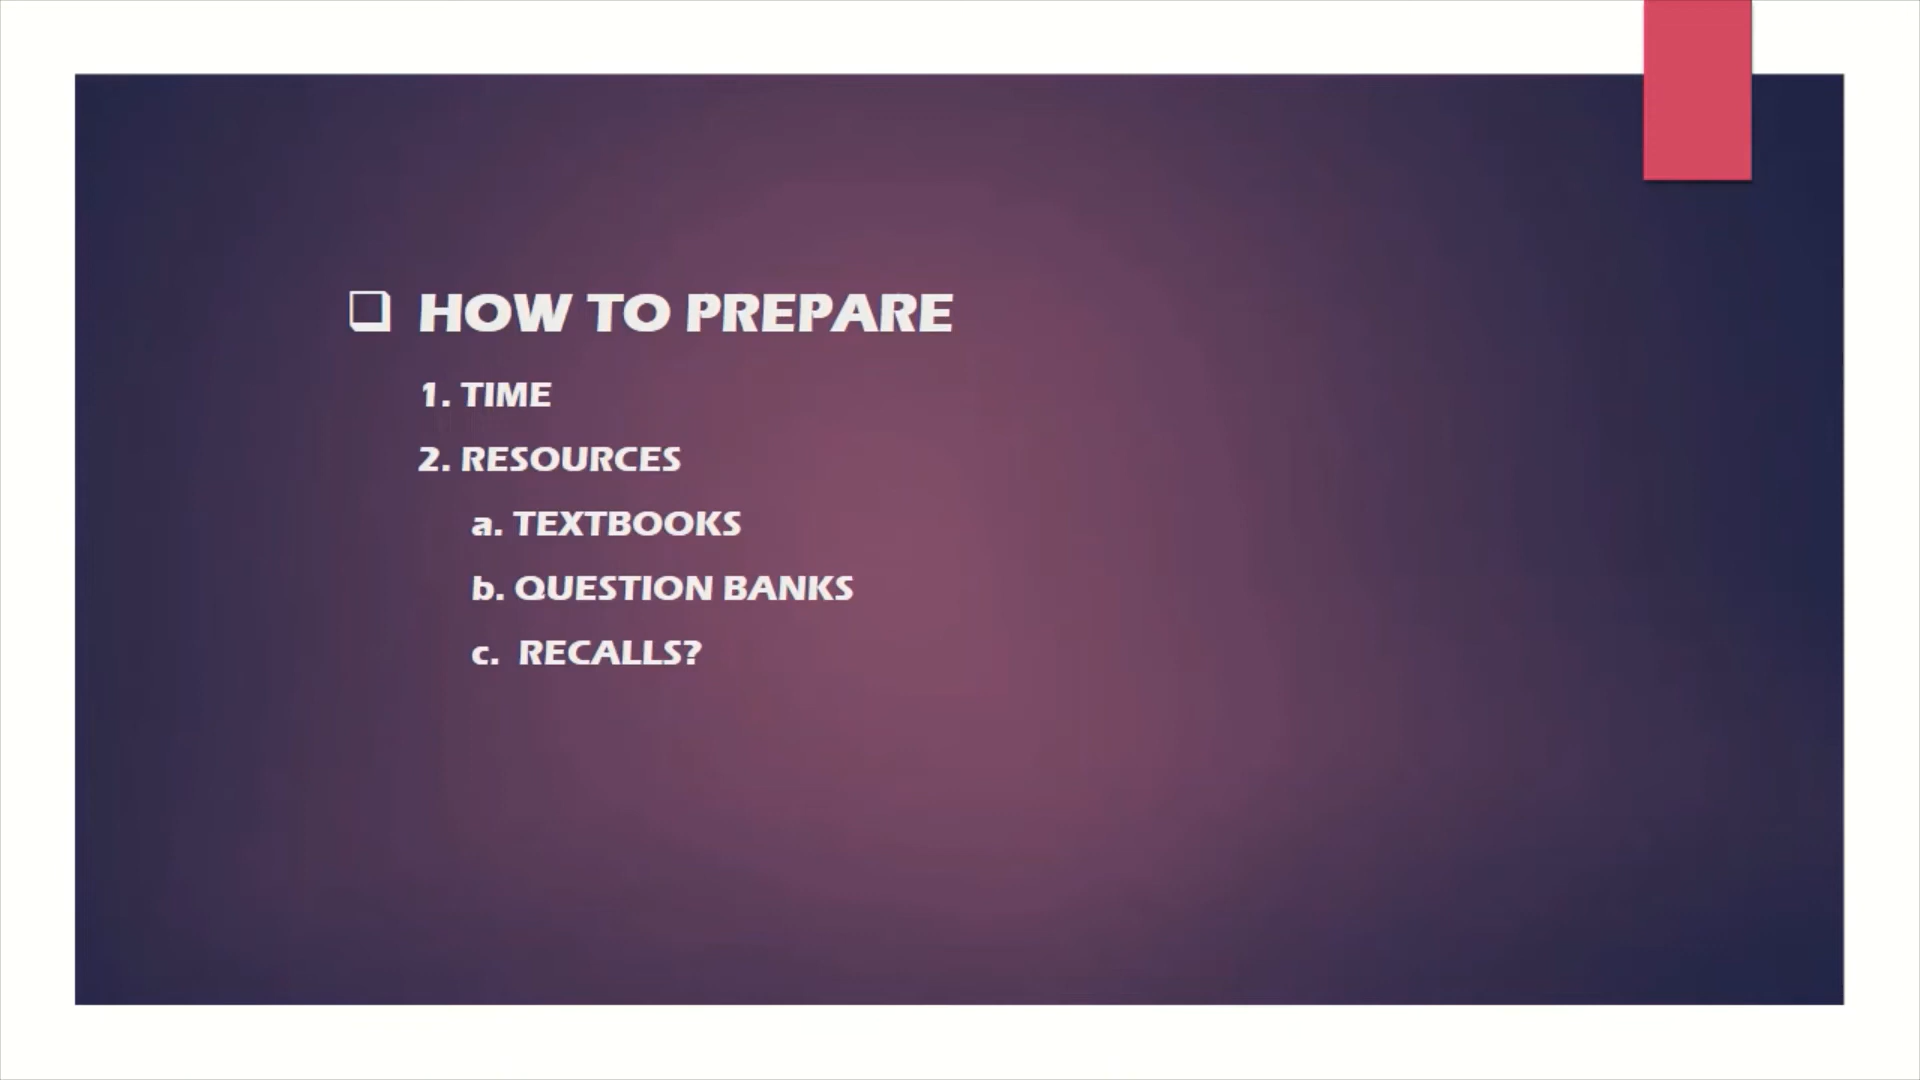 ❑ HOW TO PREPARE
1. TIME
2. RESOURCES
a. TEXTBOOKS
b. QUESTION BANKS
c. RECALLS?